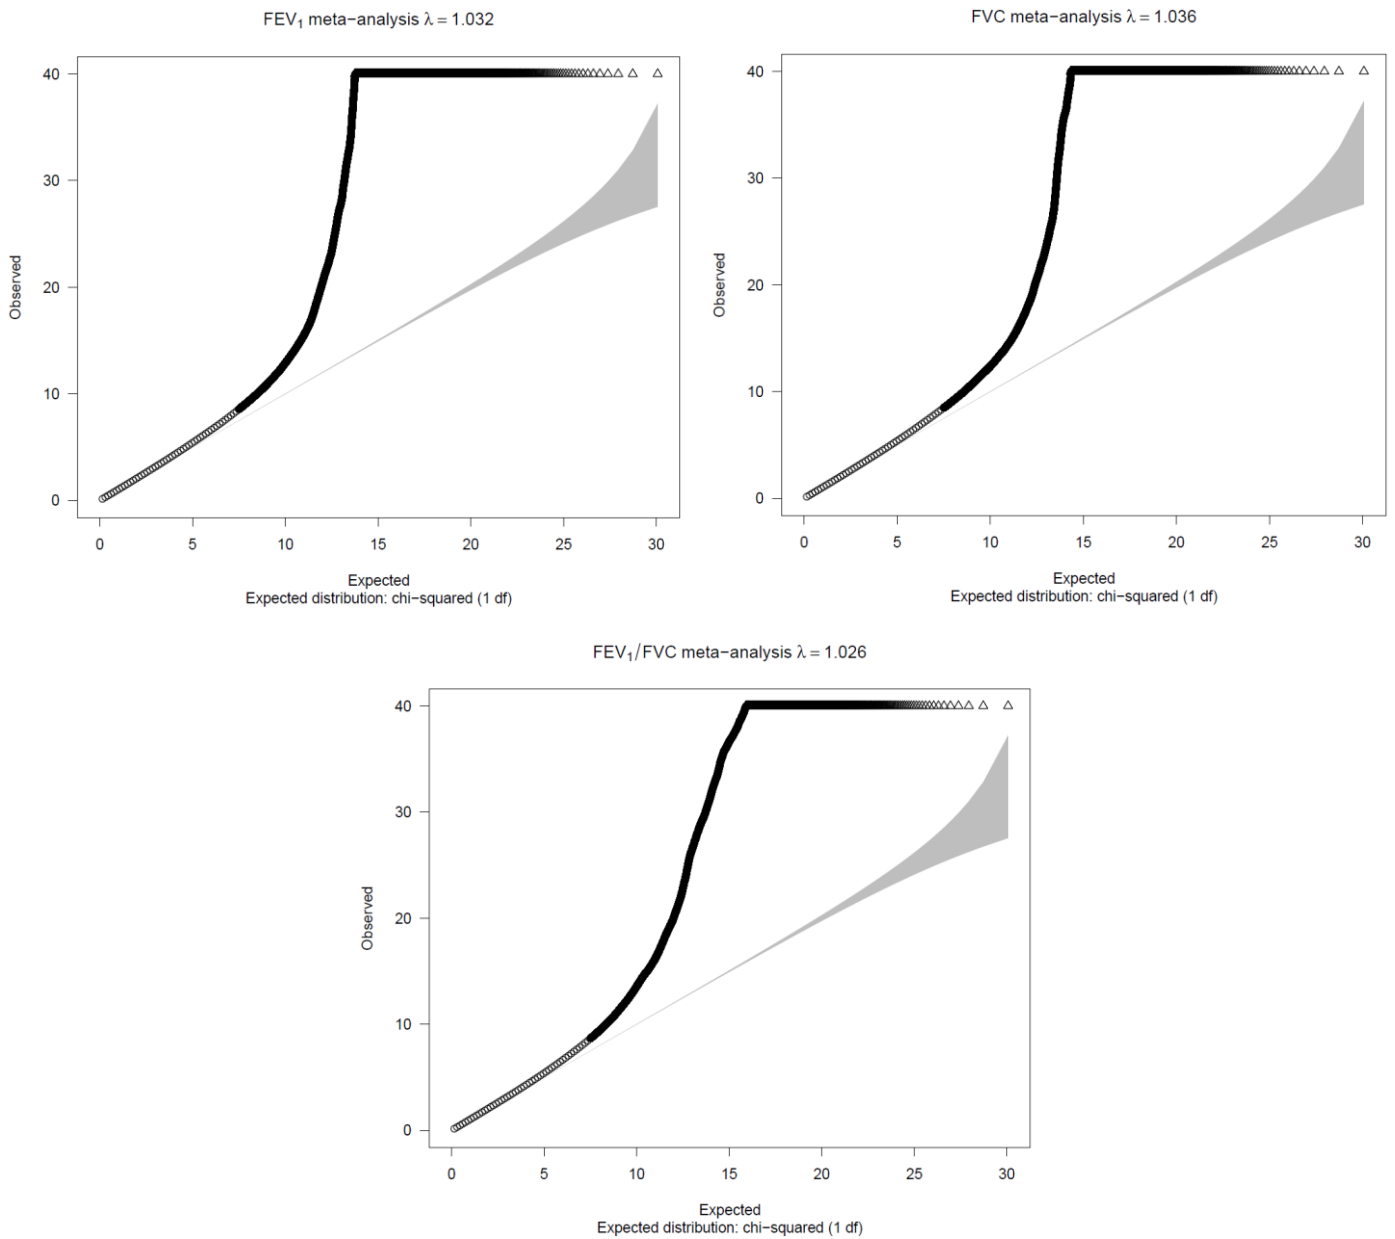 FEV₁ meta−analysis λ = 1.032
40
30
20
10
0
Observed
0 5 10 15 20 25 30
Expected
Expected distribution: chi−squared (1 df)
FVC meta−analysis λ = 1.036
40
30
20
10
0
Observed
0 5 10 15 20 25 30
Expected
Expected distribution: chi−squared (1 df)
FEV₁/FVC meta−analysis λ = 1.026
40
30
20
10
0
Observed
0 5 10 15 20 25 30
Expected
Expected distribution: chi−squared (1 df)